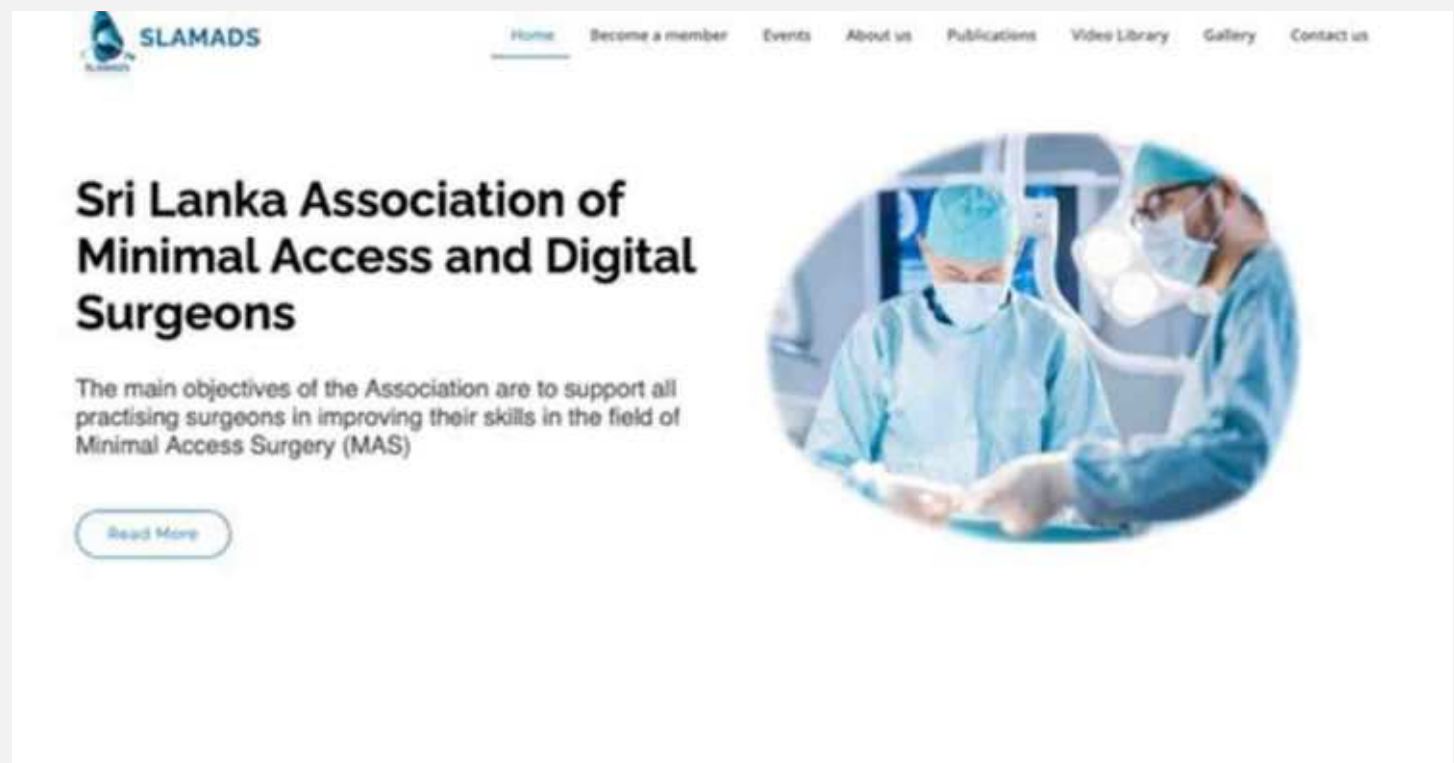 SLAMADS
SLAMADS
Home Become a member Events About us Publications Video Library Gallery Contact us
Sri Lanka Association of
Minimal Access and Digital
Surgeons
The main objectives of the Association are to support all
practising surgeons in improving their skills in the field of
Minimal Access Surgery (MAS)
Read More